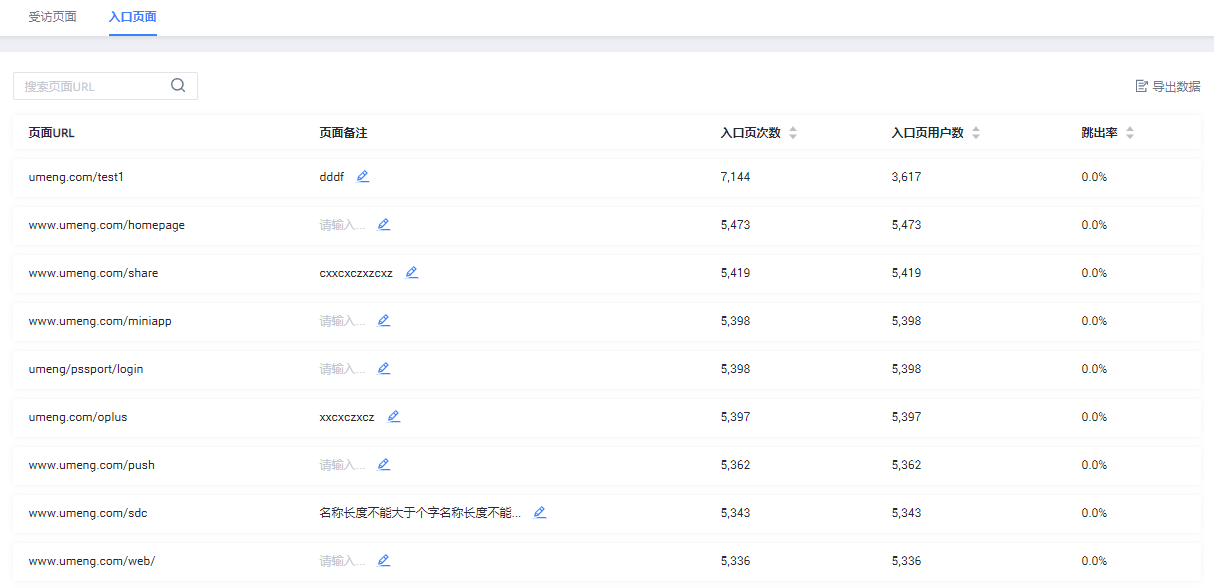 受访页面 入口页面
搜索页面URL 导出数据
页面URL 页面备注 入口页次数 入口页用户数 跳出率
umeng.com/test1 dddf 7,144 3,617 0.0%
www.umeng.com/homepage 请输入... 5,473 5,473 0.0%
www.umeng.com/share cxxcxczxzcxz 5,419 5,419 0.0%
www.umeng.com/miniapp 请输入... 5,398 5,398 0.0%
umeng/pssport/login 请输入... 5,398 5,398 0.0%
umeng.com/oplus xxcxczxcz 5,397 5,397 0.0%
www.umeng.com/push 请输入... 5,362 5,362 0.0%
www.umeng.com/sdc 名称长度不能大于个字名称长度不能... 5,343 5,343 0.0%
www.umeng.com/web/ 请输入... 5,336 5,336 0.0%